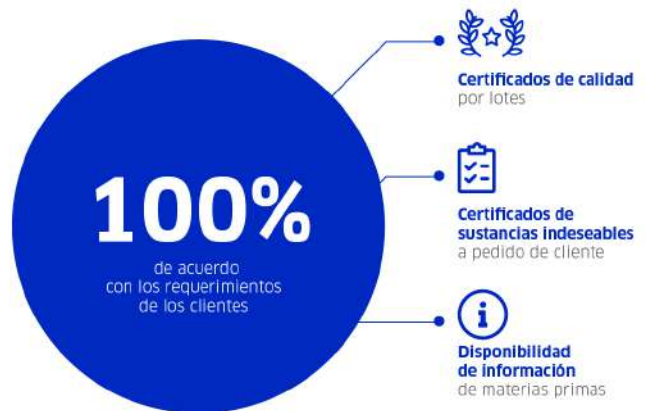 100%
de acuerdo
con los requerimientos
de los clientes
Certificados de calidad
por lotes
Certificados de
sustancias indeseables
a pedido de cliente
Disponibilidad
de información
de materias primas